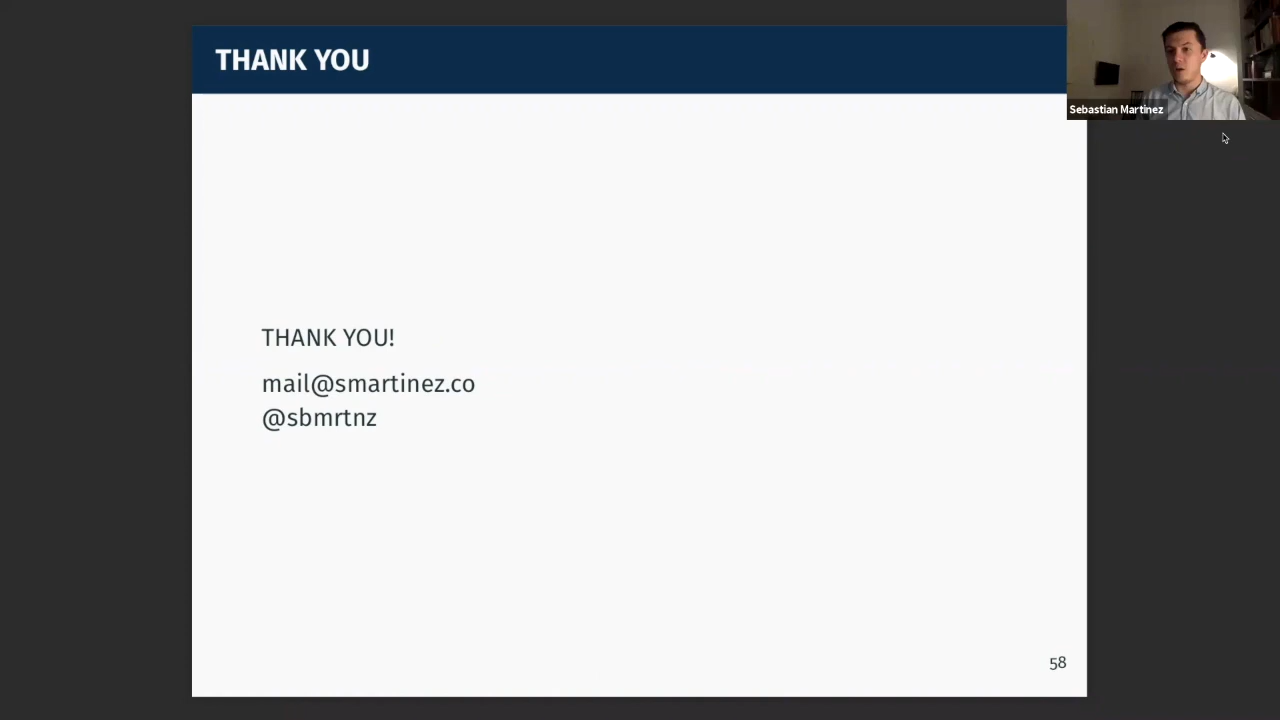 THANK YOU
Sebastian Martinez
THANK YOU!
mail@smartinez.co
@sbmrtnz
58